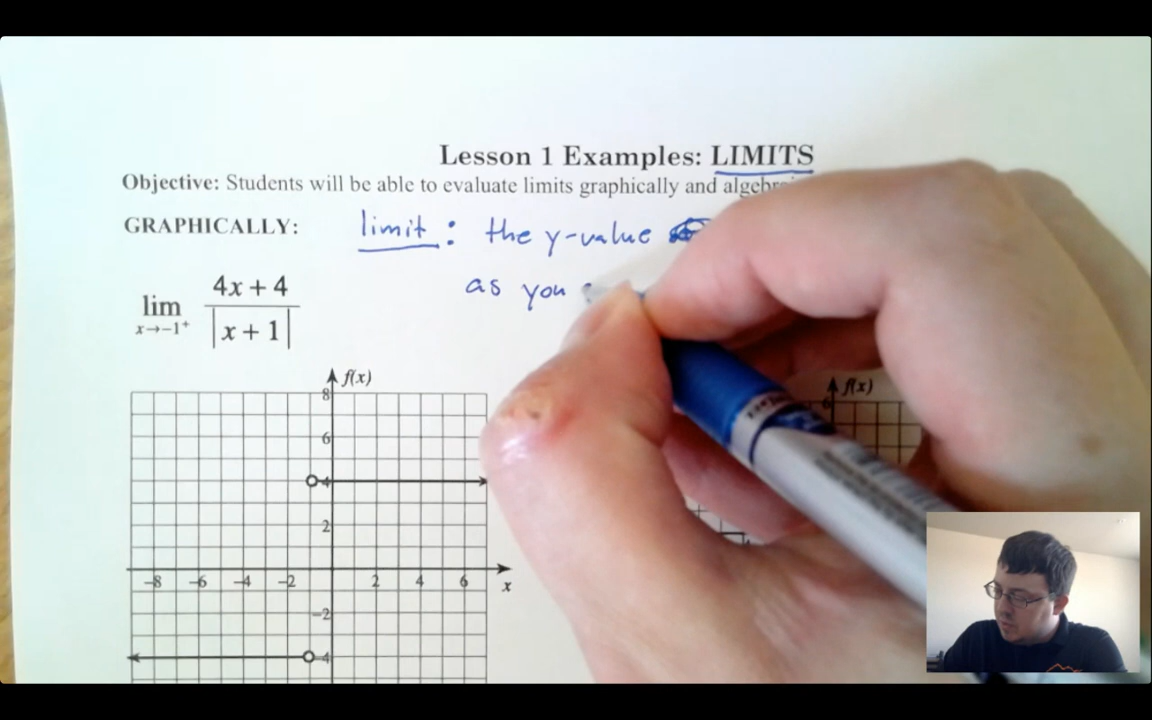 Lesson 1 Examples: LIMITS
Objective: Students will be able to evaluate limits graphically and
GRAPHICALLY:
limit: the y-value
as you
lim x→-1⁺ 4x + 4 / |x + 1|
f(x)
8
6
4
2
-8 -6 -4 -2 2 4 6 x
-2
-4
f(x)
6